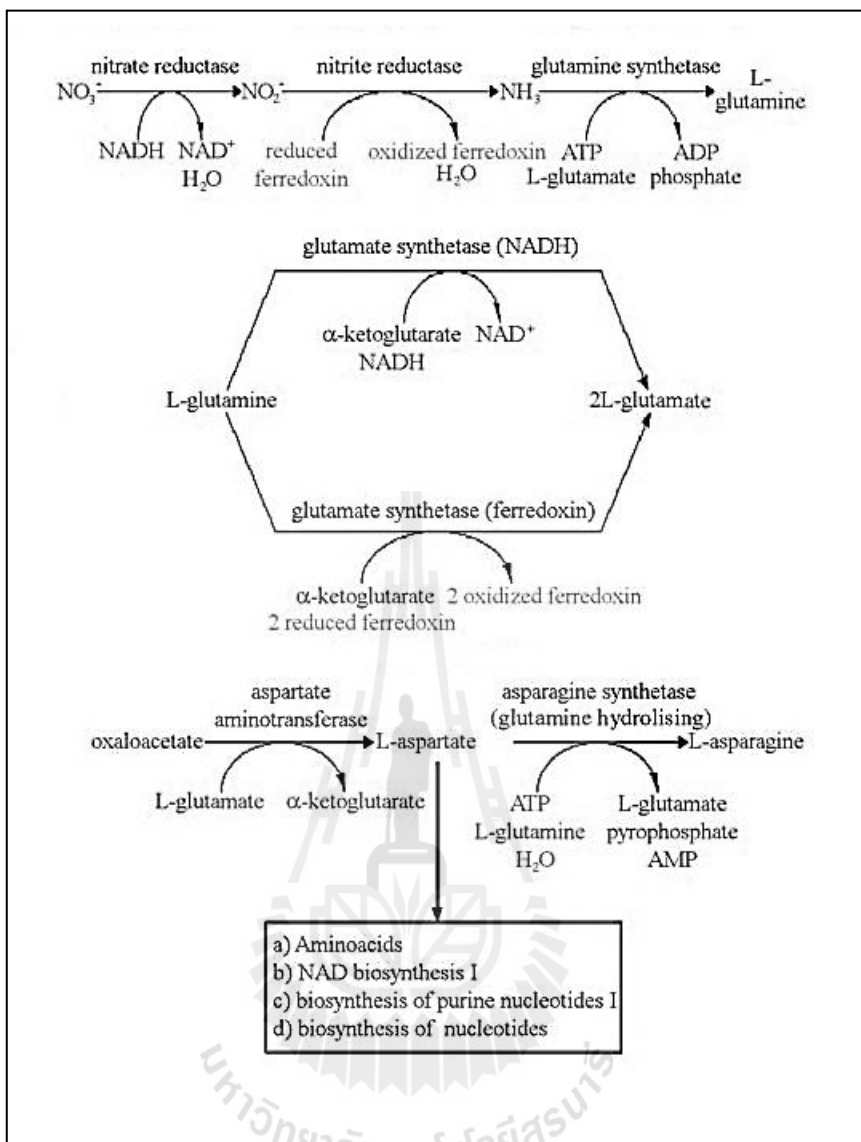 nitrate reductase nitrite reductase glutamine synthetase
NO₃⁻ NO₂⁻ NH₃ L-
glutamine
NADH NAD⁺ reduced oxidized ferredoxin ATP ADP
H₂O ferredoxin H₂O L-glutamate phosphate
glutamate synthetase (NADH)
α-ketoglutarate NAD⁺
NADH
L-glutamine 2L-glutamate
glutamate synthetase (ferredoxin)
α-ketoglutarate 2 oxidized ferredoxin
2 reduced ferredoxin
aspartate
aminotransferase
oxaloacetate L-aspartate
L-glutamate α-ketoglutarate
asparagine synthetase
(glutamine hydrolising)
L-asparagine
ATP L-glutamate
L-glutamine pyrophosphate
H₂O AMP
a) Aminoacids
b) NAD biosynthesis I
c) biosynthesis of purine nucleotides I
d) biosynthesis of nucleotides